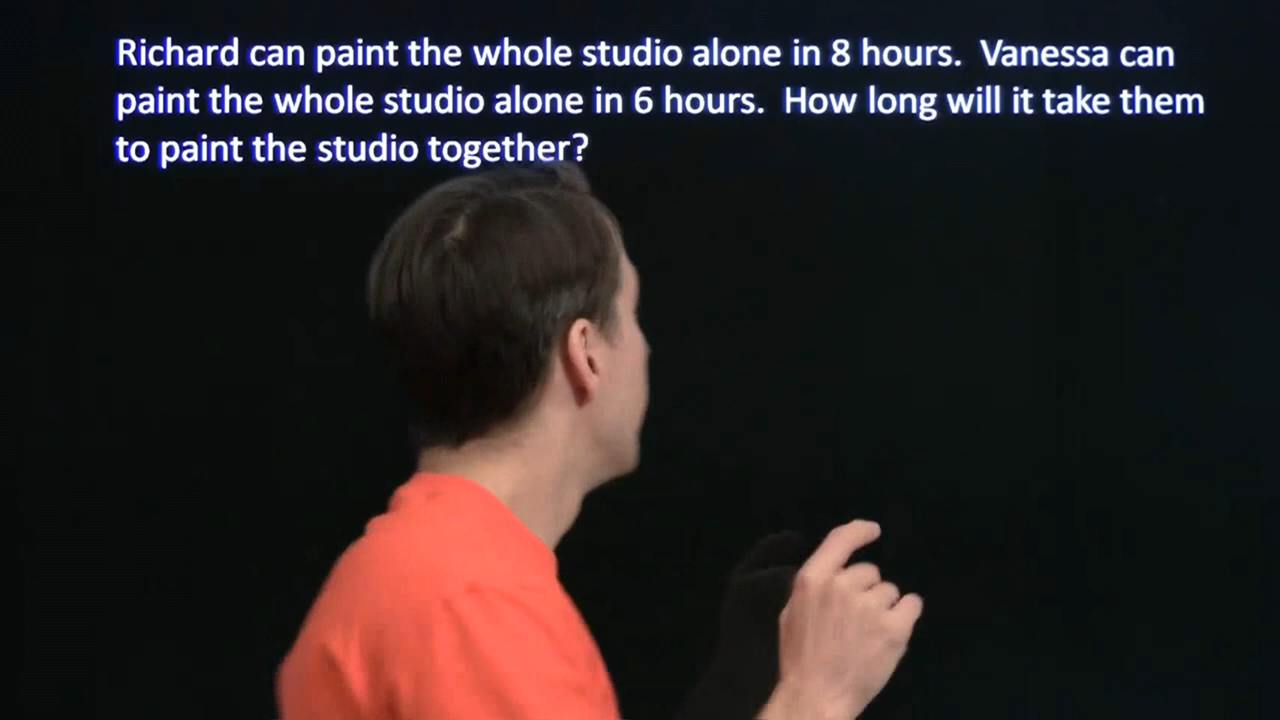 Richard can paint the whole studio alone in 8 hours.  Vanessa can
paint the whole studio alone in 6 hours.  How long will it take them
to paint the studio together?